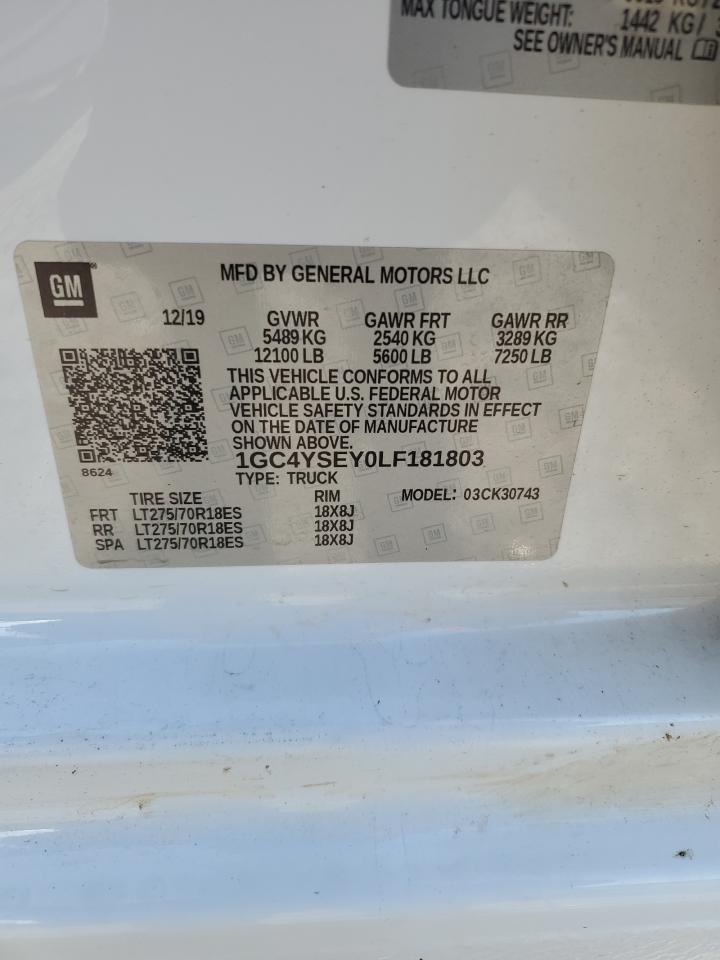 MAX TONGUE WEIGHT: 1442 KG /
SEE OWNER'S MANUAL
GM
MFD BY GENERAL MOTORS LLC
12/19 GVWR GAWR FRT GAWR RR
5489 KG 2540 KG 3289 KG
12100 LB 5600 LB 7250 LB
THIS VEHICLE CONFORMS TO ALL
APPLICABLE U.S. FEDERAL MOTOR
VEHICLE SAFETY STANDARDS IN EFFECT
ON THE DATE OF MANUFACTURE
SHOWN ABOVE.
8624
1GC4YSEY0LF181803
TYPE: TRUCK
TIRE SIZE RIM MODEL: 03CK30743
FRT LT275/70R18ES 18X8J
RR LT275/70R18ES 18X8J
SPA LT275/70R18ES 18X8J